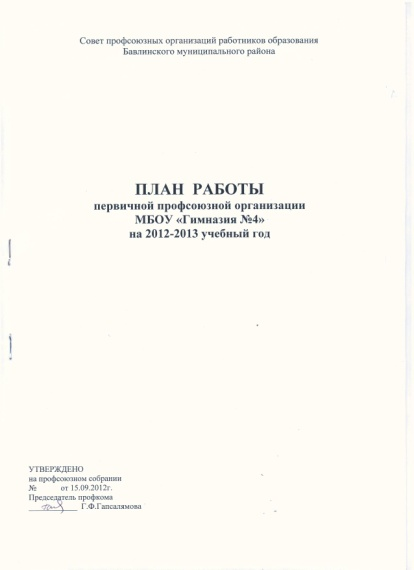 Совет профсоюзных организаций работников образования
Бавлинского муниципального района
ПЛАН РАБОТЫ
первичной профсоюзной организации
МБОУ «Гимназия №4»
на 2012-2013 учебный год
УТВЕРЖДЕНО
на профсоюзном собрании
№ от 15.09.2012г.
Председатель профкома
Г.Ф.Гапсалямова